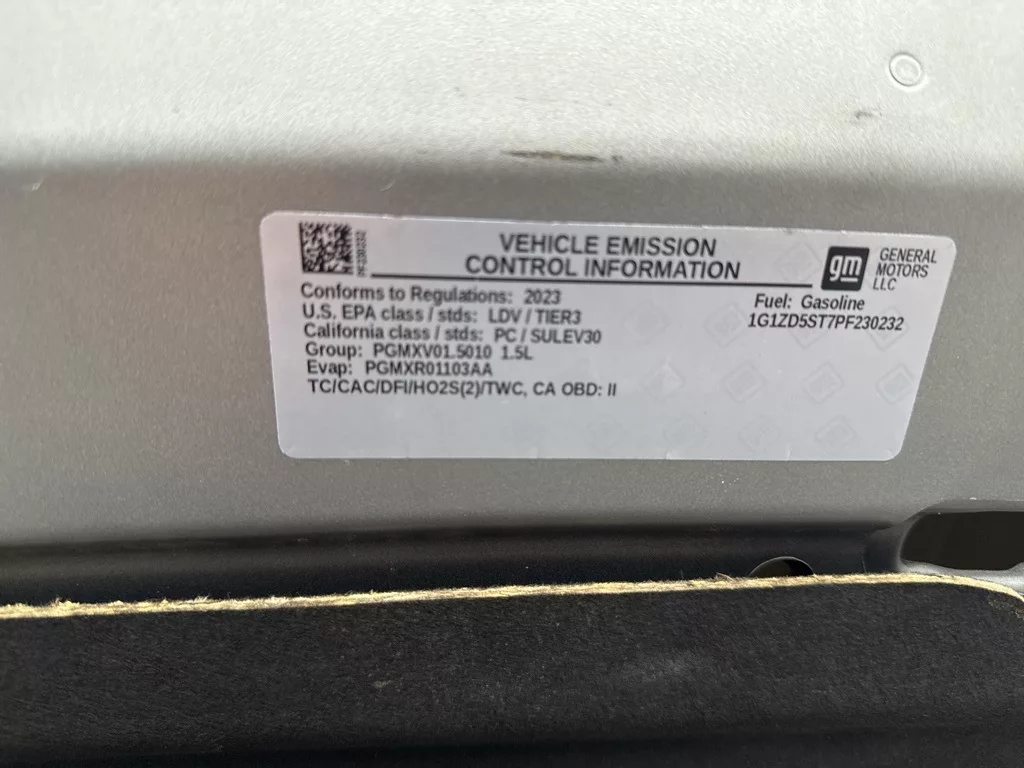 VEHICLE EMISSION
CONTROL INFORMATION
gm
GENERAL
MOTORS
LLC
PF230232
Conforms to Regulations: 2023
U.S. EPA class / stds: LDV / TIER3
California class / stds: PC / SULEV30
Group: PGMXV01.5010 1.5L
Evap: PGMXR01103AA
TC/CAC/DFI/HO2S(2)/TWC, CA OBD: II
Fuel: Gasoline
1G1ZD5ST7PF230232